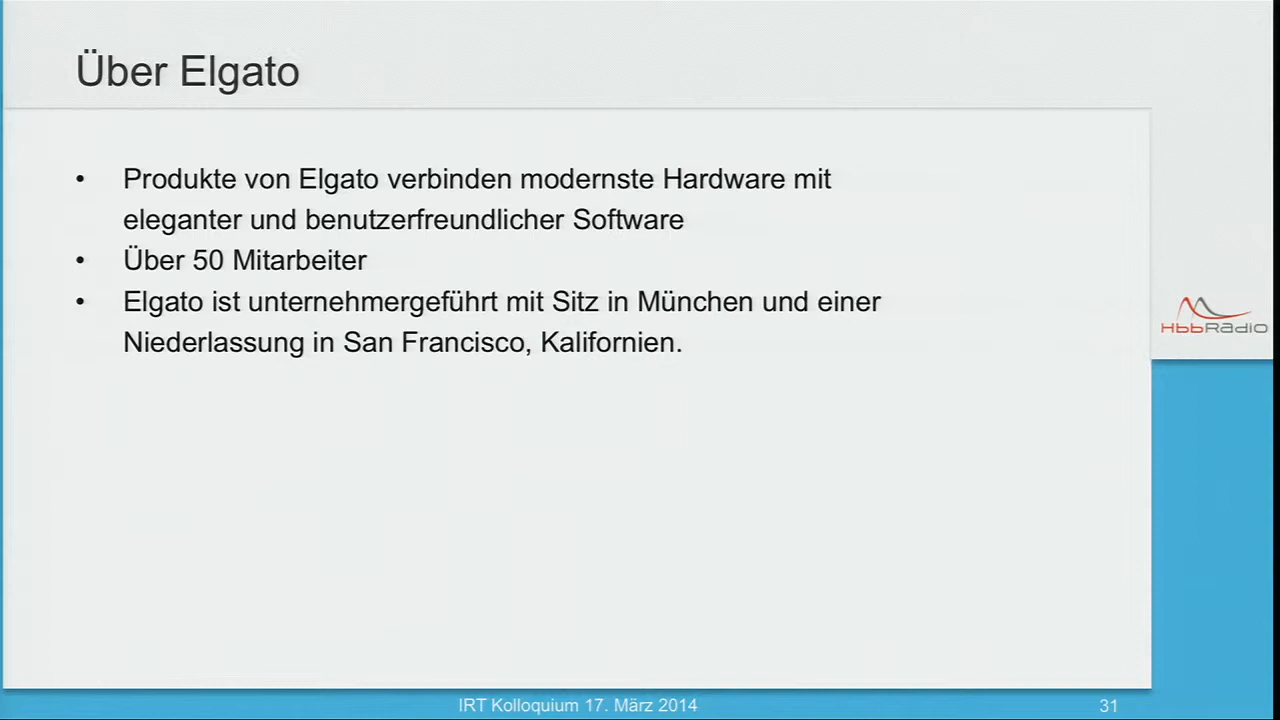 Über Elgato
• Produkte von Elgato verbinden modernste Hardware mit
eleganter und benutzerfreundlicher Software
• Über 50 Mitarbeiter
• Elgato ist unternehmergeführt mit Sitz in München und einer
Niederlassung in San Francisco, Kalifornien.
HbbRadio
IRT Kolloquium 17. März 2014
31